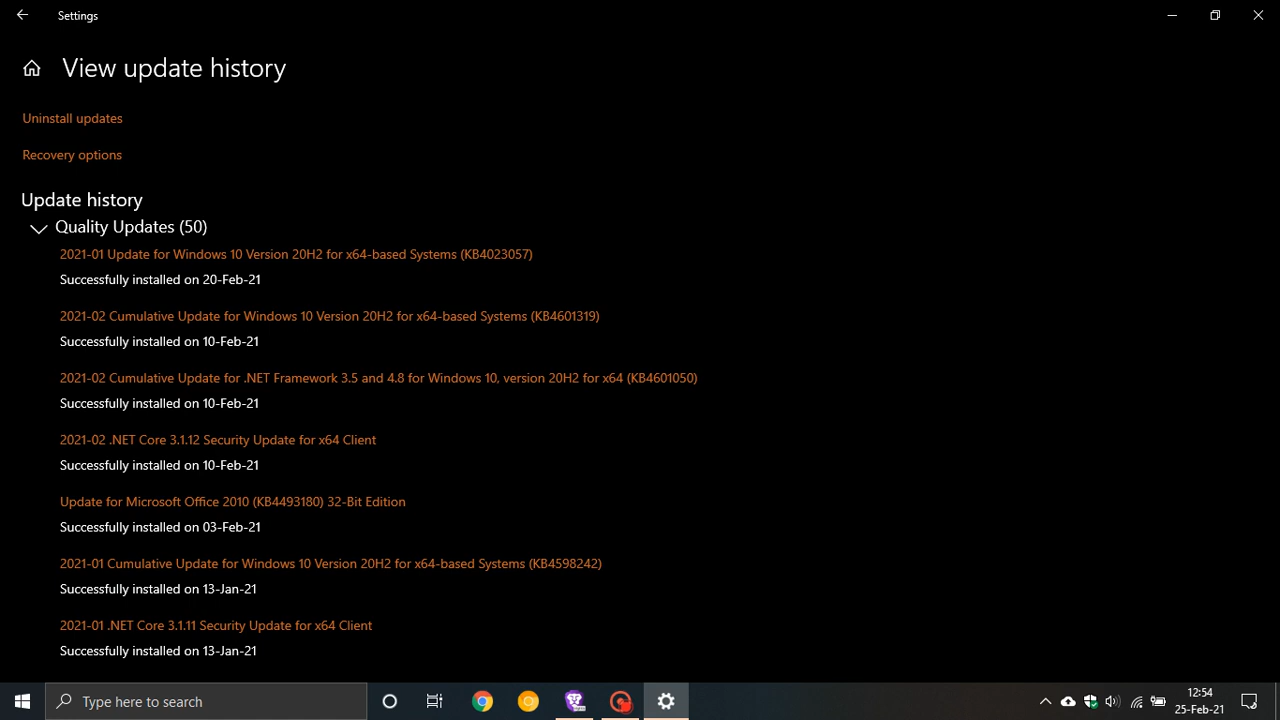 Settings
View update history
Uninstall updates
Recovery options
Update history
Quality Updates (50)
2021-01 Update for Windows 10 Version 20H2 for x64-based Systems (KB4023057)
Successfully installed on 20-Feb-21
2021-02 Cumulative Update for Windows 10 Version 20H2 for x64-based Systems (KB4601319)
Successfully installed on 10-Feb-21
2021-02 Cumulative Update for .NET Framework 3.5 and 4.8 for Windows 10, version 20H2 for x64 (KB4601050)
Successfully installed on 10-Feb-21
2021-02 .NET Core 3.1.12 Security Update for x64 Client
Successfully installed on 10-Feb-21
Update for Microsoft Office 2010 (KB4493180) 32-Bit Edition
Successfully installed on 03-Feb-21
2021-01 Cumulative Update for Windows 10 Version 20H2 for x64-based Systems (KB4598242)
Successfully installed on 13-Jan-21
2021-01 .NET Core 3.1.11 Security Update for x64 Client
Successfully installed on 13-Jan-21
Type here to search
12:54
25-Feb-21